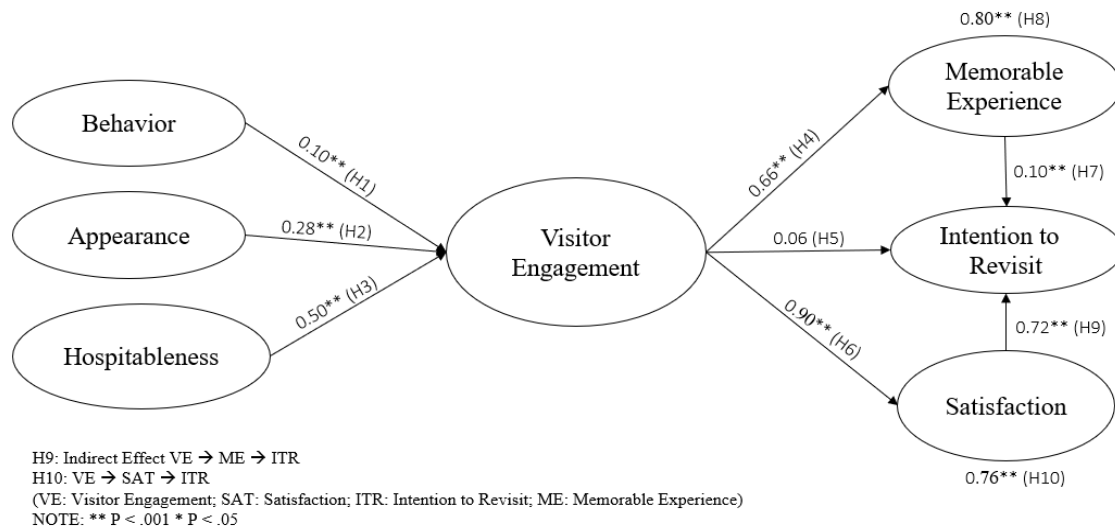 0.80** (H8)
Memorable
Experience
Behavior
0.10** (H1)
0.66** (H4)
0.10** (H7)
Appearance
0.28** (H2)
Visitor
Engagement
0.06 (H5)
Intention to
Revisit
0.50** (H3)
0.90** (H6)
0.72** (H9)
Hospitableness
Satisfaction
0.76** (H10)
H9: Indirect Effect VE → ME → ITR
H10: VE → SAT → ITR
(VE: Visitor Engagement; SAT: Satisfaction; ITR: Intention to Revisit; ME: Memorable Experience)
NOTE: ** P < .001 * P < .05